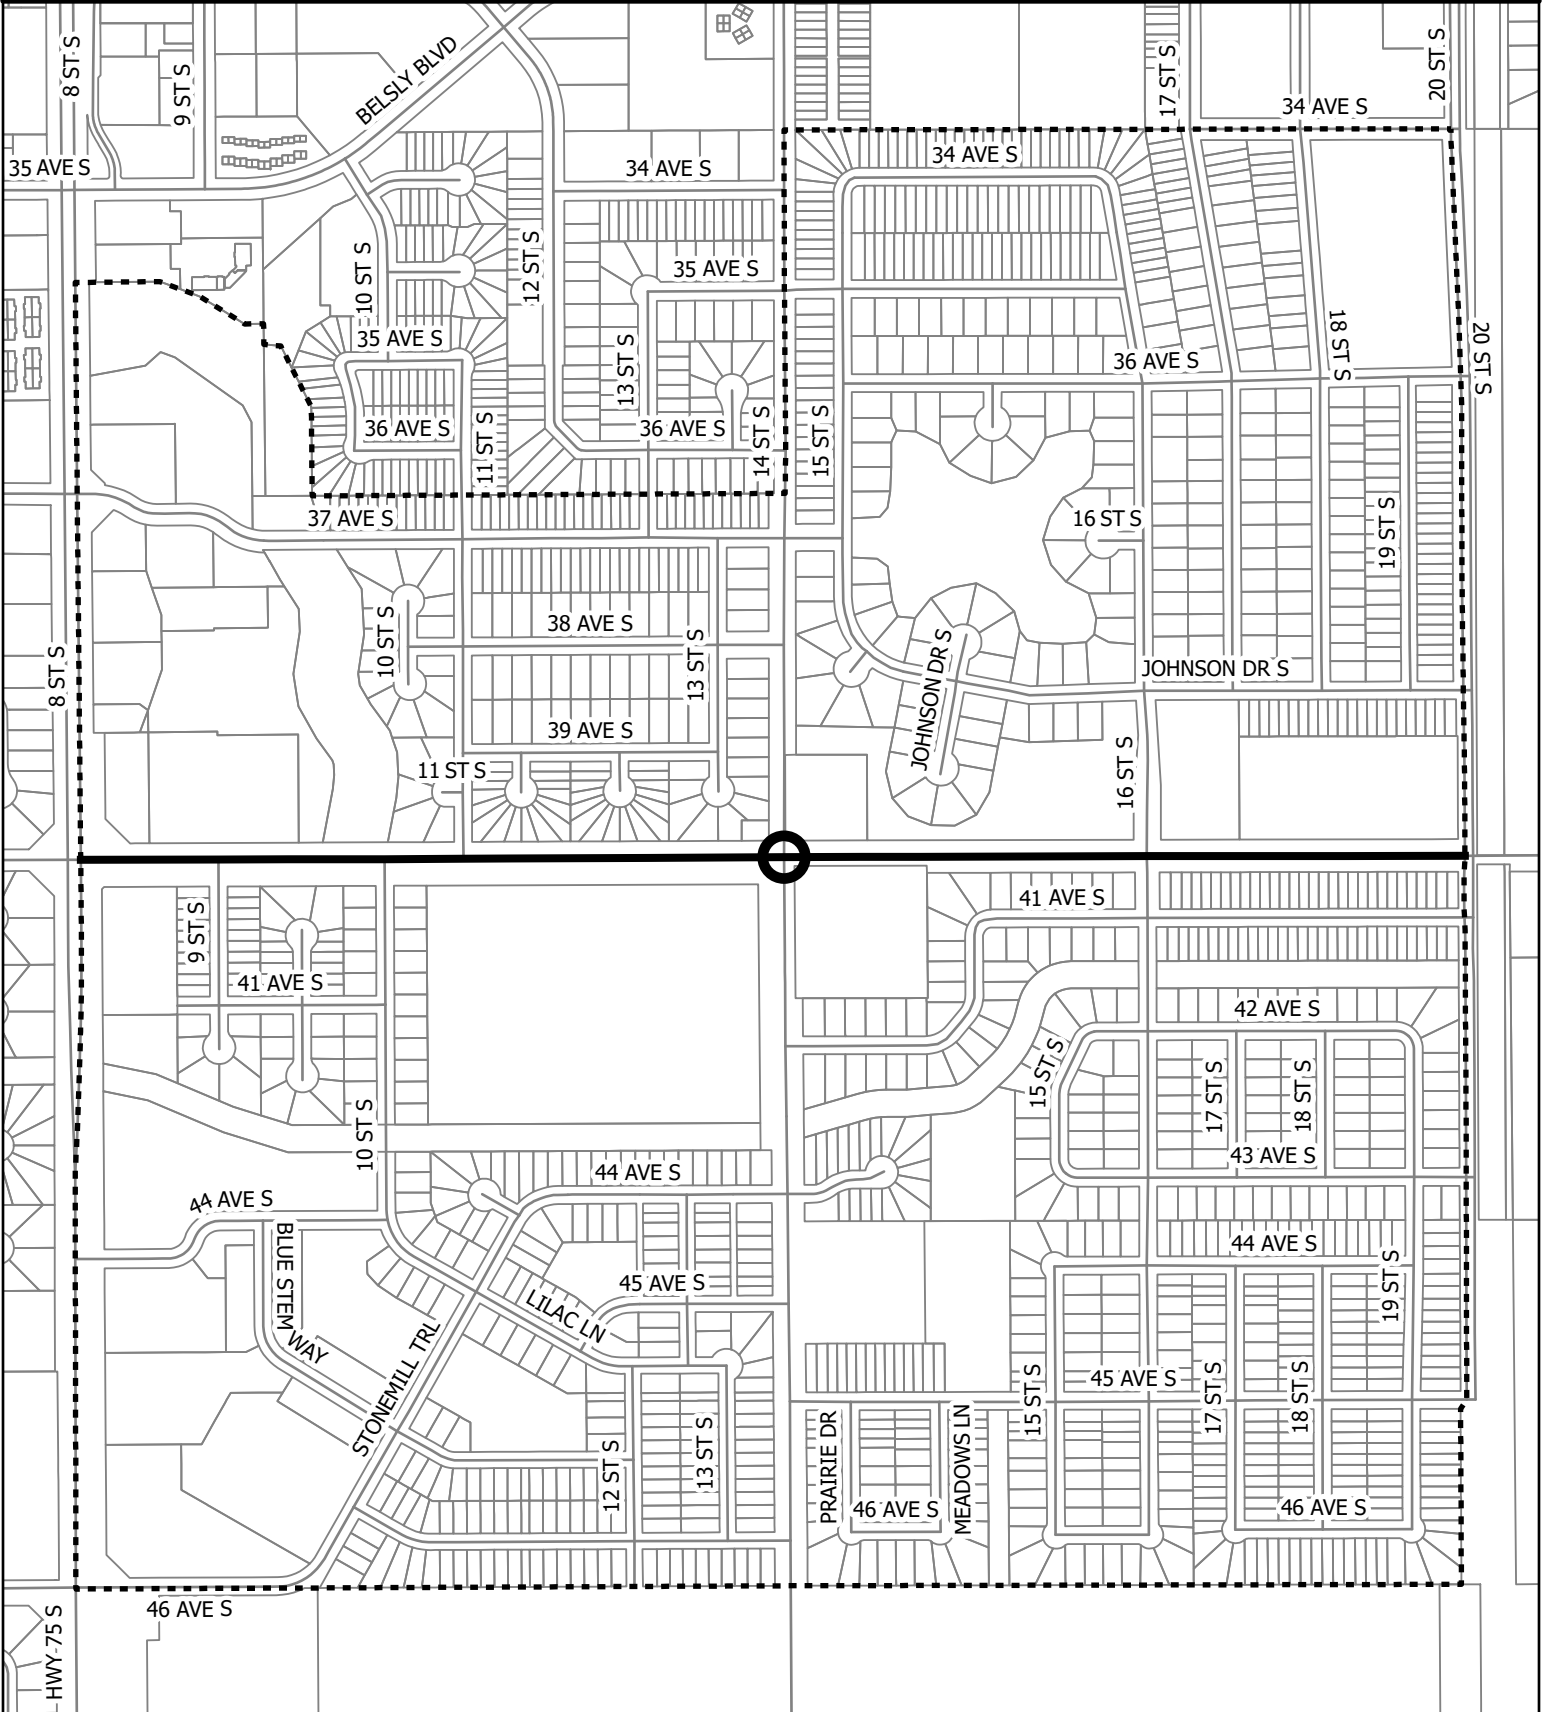 8 ST S
9 ST S
BELSLY BLVD
17 ST S
20 ST S
34 AVE S
35 AVE S
34 AVE S
34 AVE S
10 ST S
12 ST S
35 AVE S
35 AVE S
13 ST S
18 ST S
20 ST S
36 AVE S
36 AVE S
11 ST S
36 AVE S
14 ST S
15 ST S
37 AVE S
16 ST S
19 ST S
8 ST S
10 ST S
38 AVE S
13 ST S
JOHNSON DR S
JOHNSON DR S
39 AVE S
11 ST S
16 ST S
9 ST S
41 AVE S
41 AVE S
42 AVE S
15 ST S
17 ST S
18 ST S
10 ST S
43 AVE S
44 AVE S
44 AVE S
44 AVE S
BLUE STEM
WAY
45 AVE S
LILAC LN
19 ST S
STONEMILL TRL
45 AVE S
15 ST S
17 ST S
18 ST S
12 ST S
13 ST S
PRAIRIE DR
MEADOWS LN
46 AVE S
46 AVE S
46 AVE S
HWY 75 S